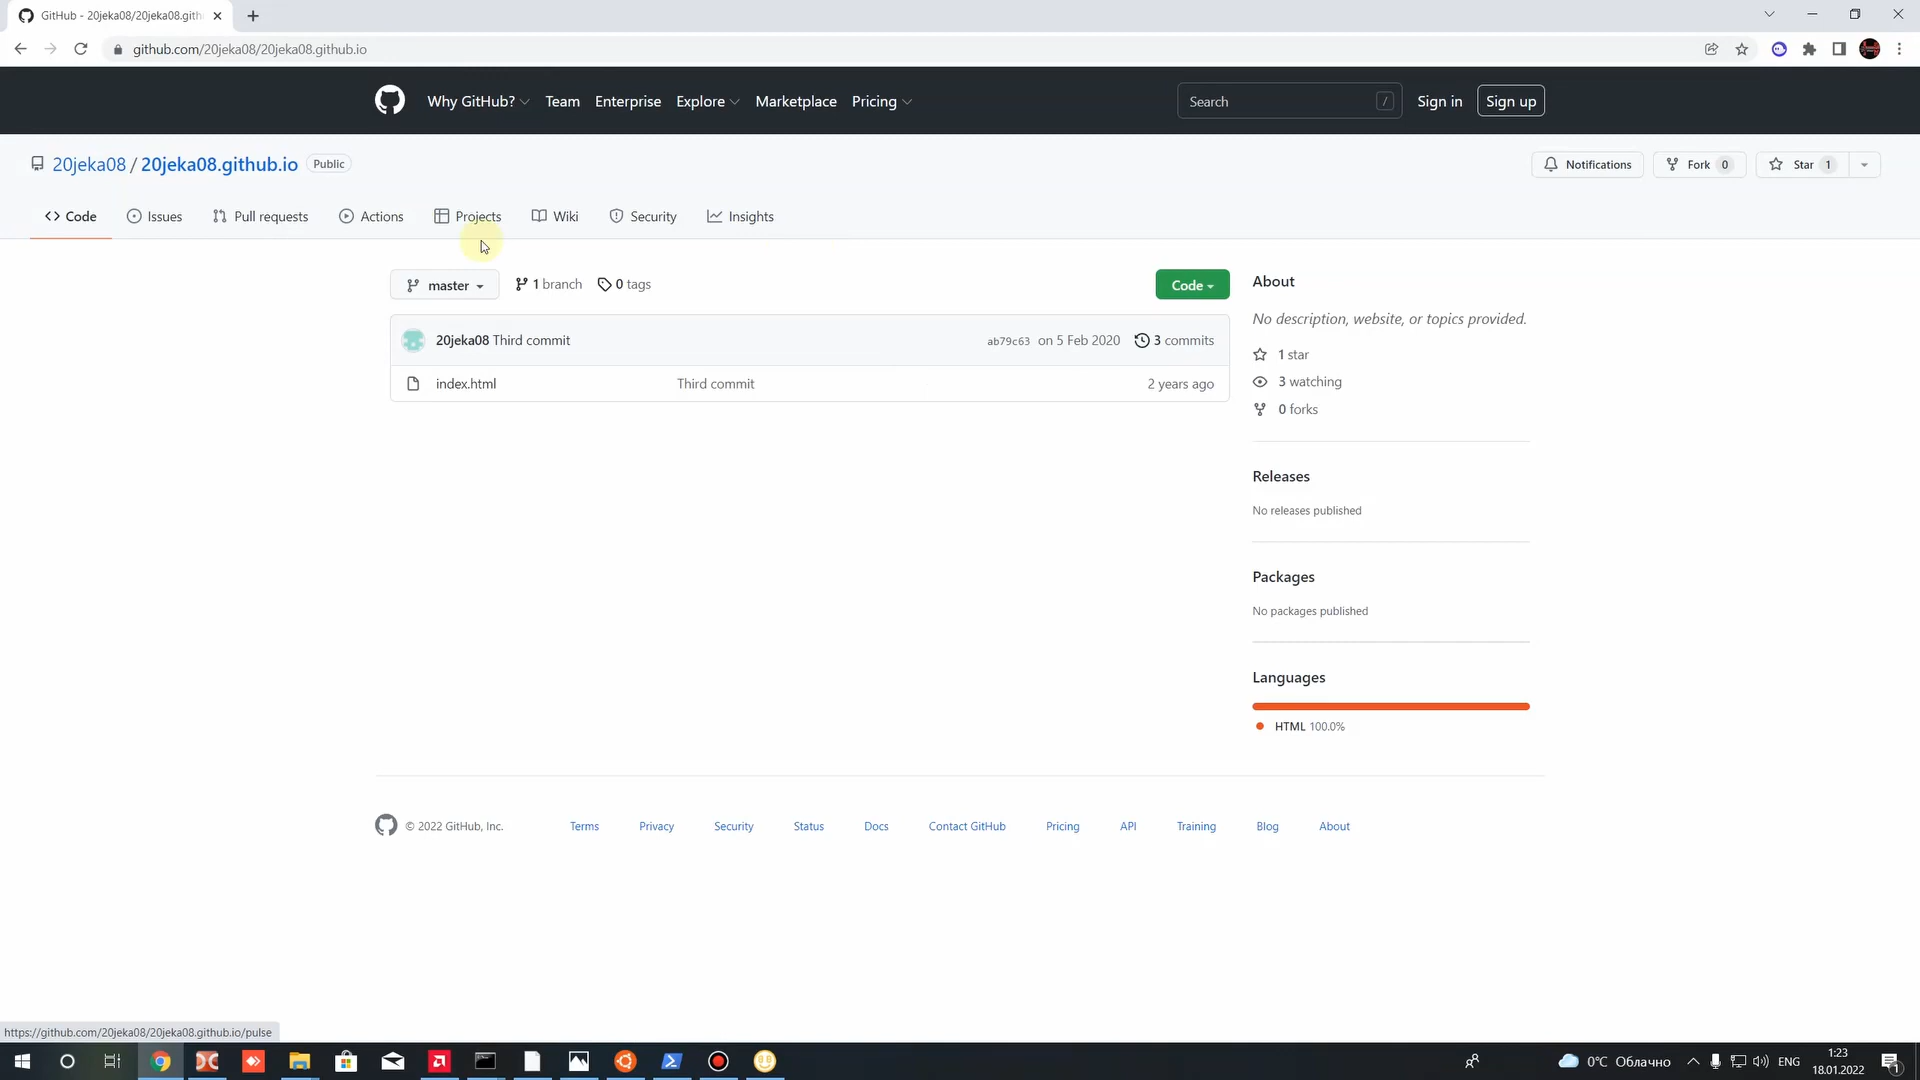 GitHub - 20jeka08/20jeka08.gith
github.com/20jeka08/20jeka08.github.io
Why GitHub? Team Enterprise Explore Marketplace Pricing Search / Sign in Sign up
20jeka08 / 20jeka08.github.io Public Notifications Fork 0 Star 1
Code Issues Pull requests Actions Projects Wiki Security Insights
master 1 branch 0 tags Code
20jeka08 Third commit ab79c63 on 5 Feb 2020 3 commits
index.html Third commit 2 years ago
About
No description, website, or topics provided.
1 star
3 watching
0 forks
Releases
No releases published
Packages
No packages published
Languages
HTML 100.0%
© 2022 GitHub, Inc. Terms Privacy Security Status Docs Contact GitHub Pricing API Training Blog About
https://github.com/20jeka08/20jeka08.github.io/pulse
0°C Облачно ENG 1:23
18.01.2022
1